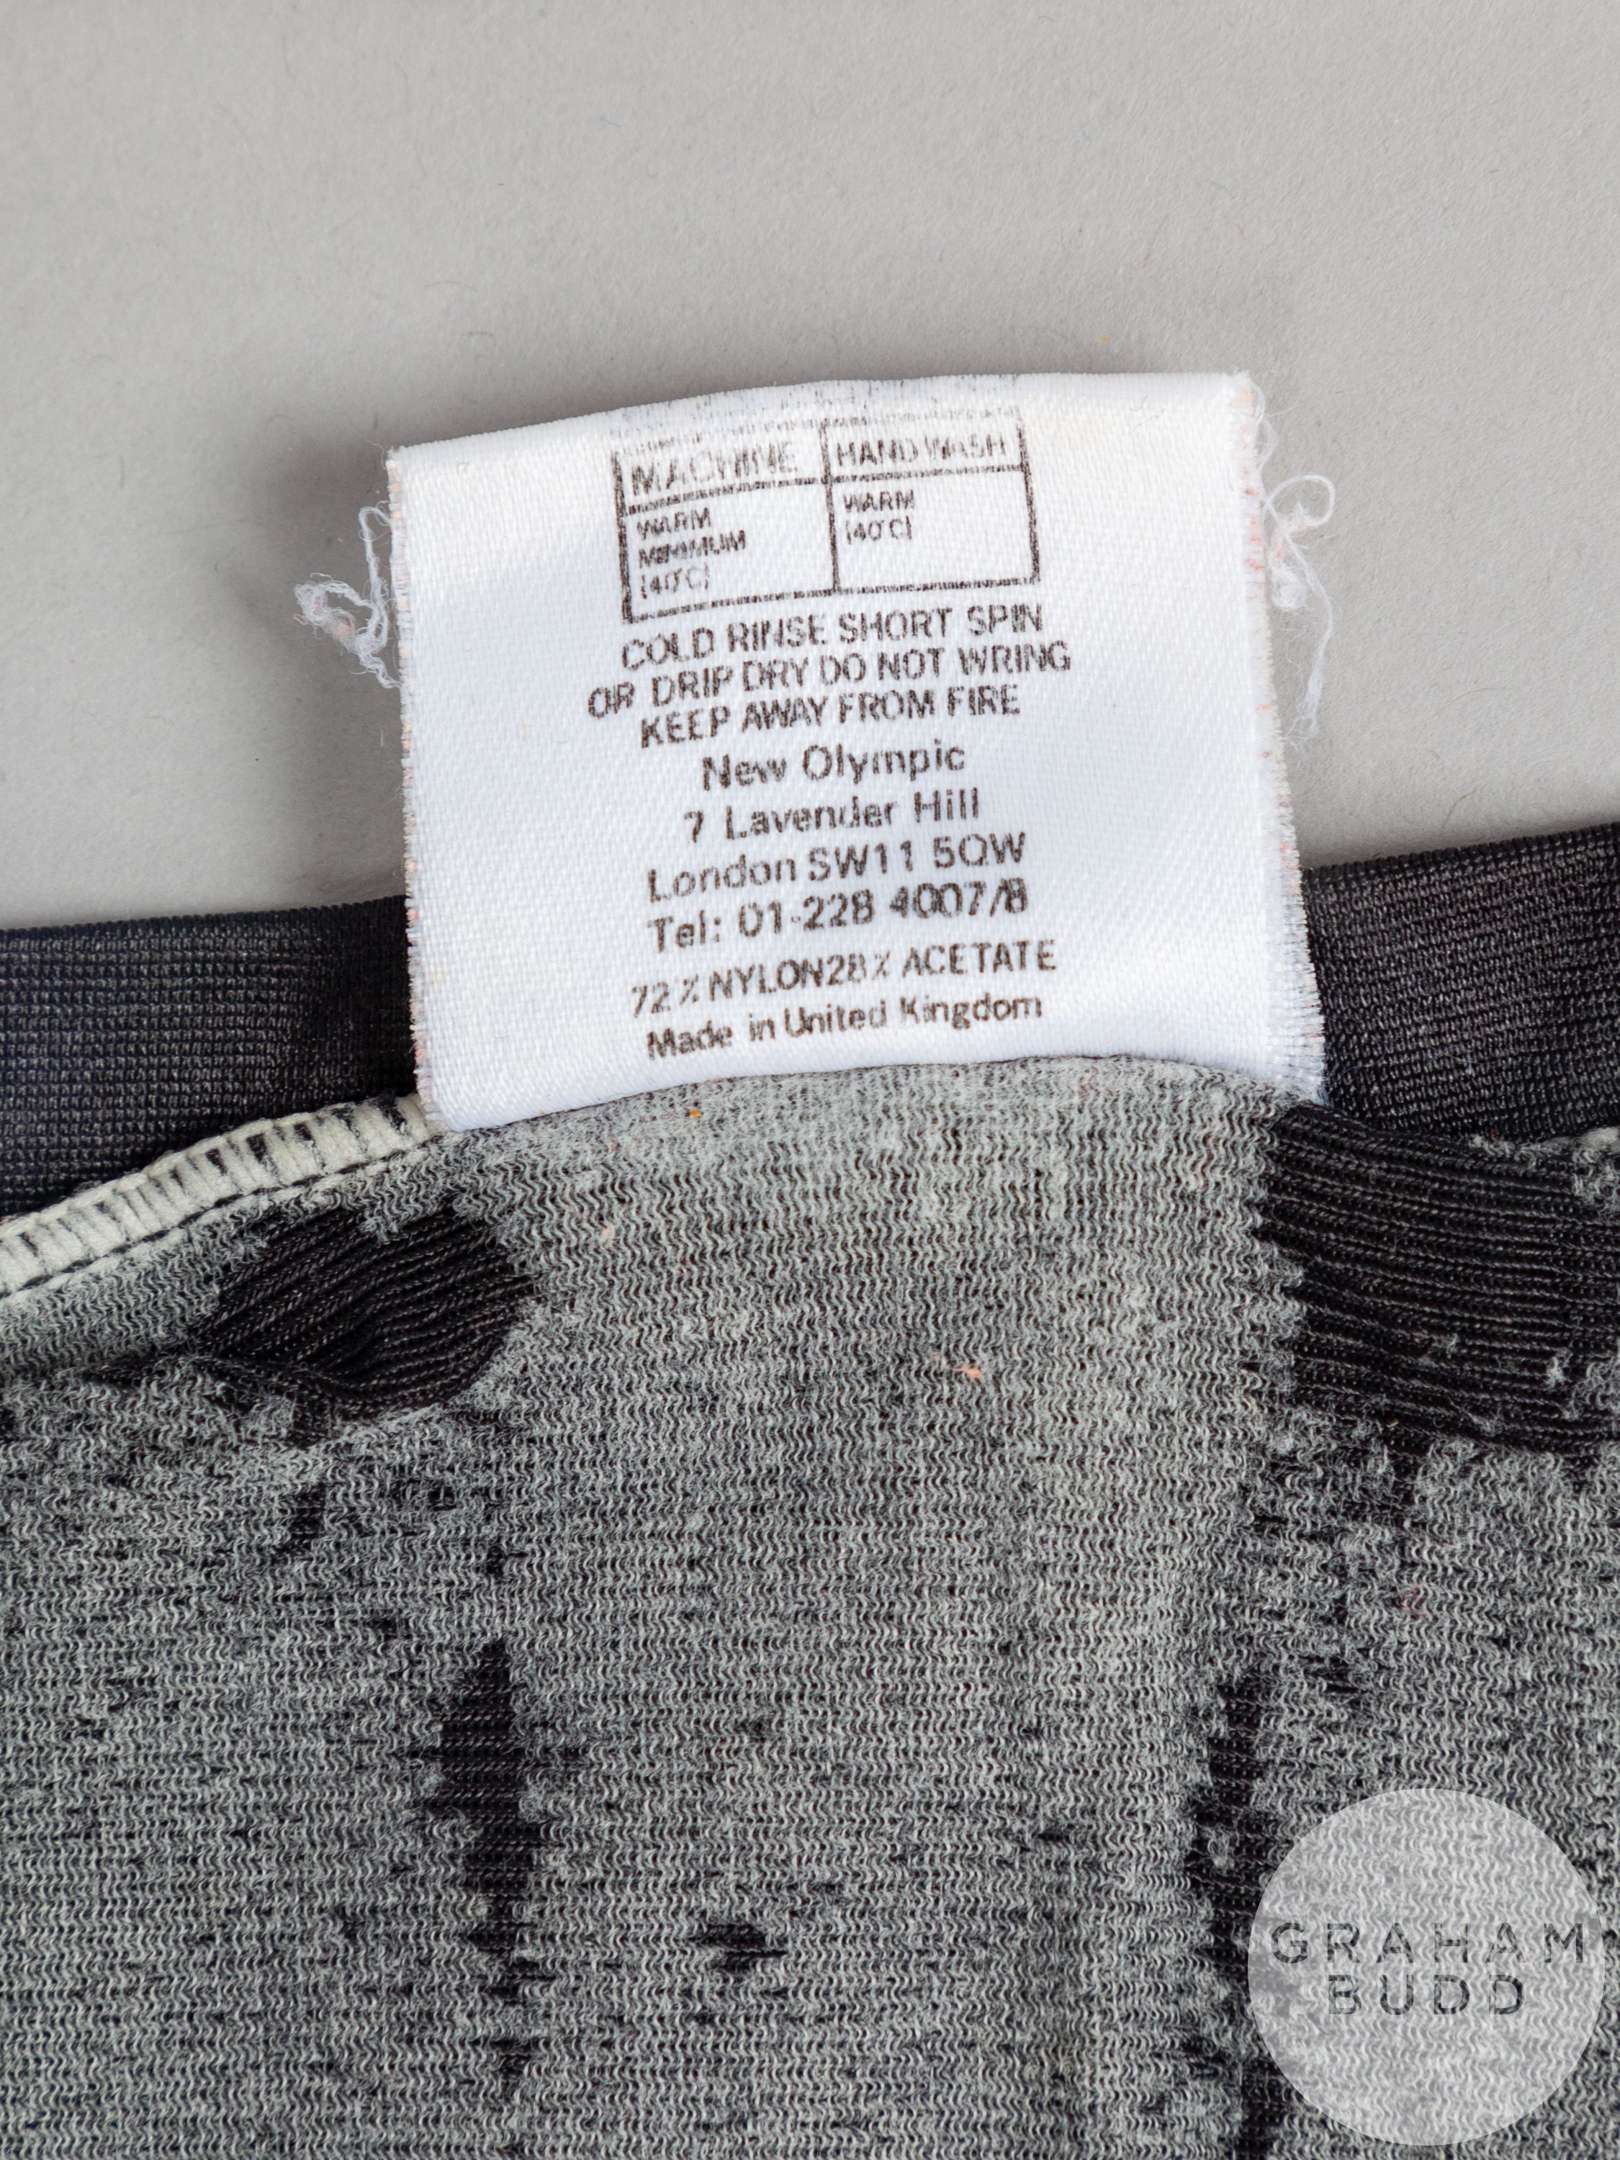 MACHINE HAND WASH
WARM
MINIMUM
(40°C)
WARM
(40°C)
COLD RINSE SHORT SPIN
OR DRIP DRY DO NOT WRING
KEEP AWAY FROM FIRE
New Olympic
7 Lavender Hill
London SW11 5QW
Tel: 01-228 4007/8
72% NYLON 28% ACETATE
Made in United Kingdom
GRAHAM
BUDD